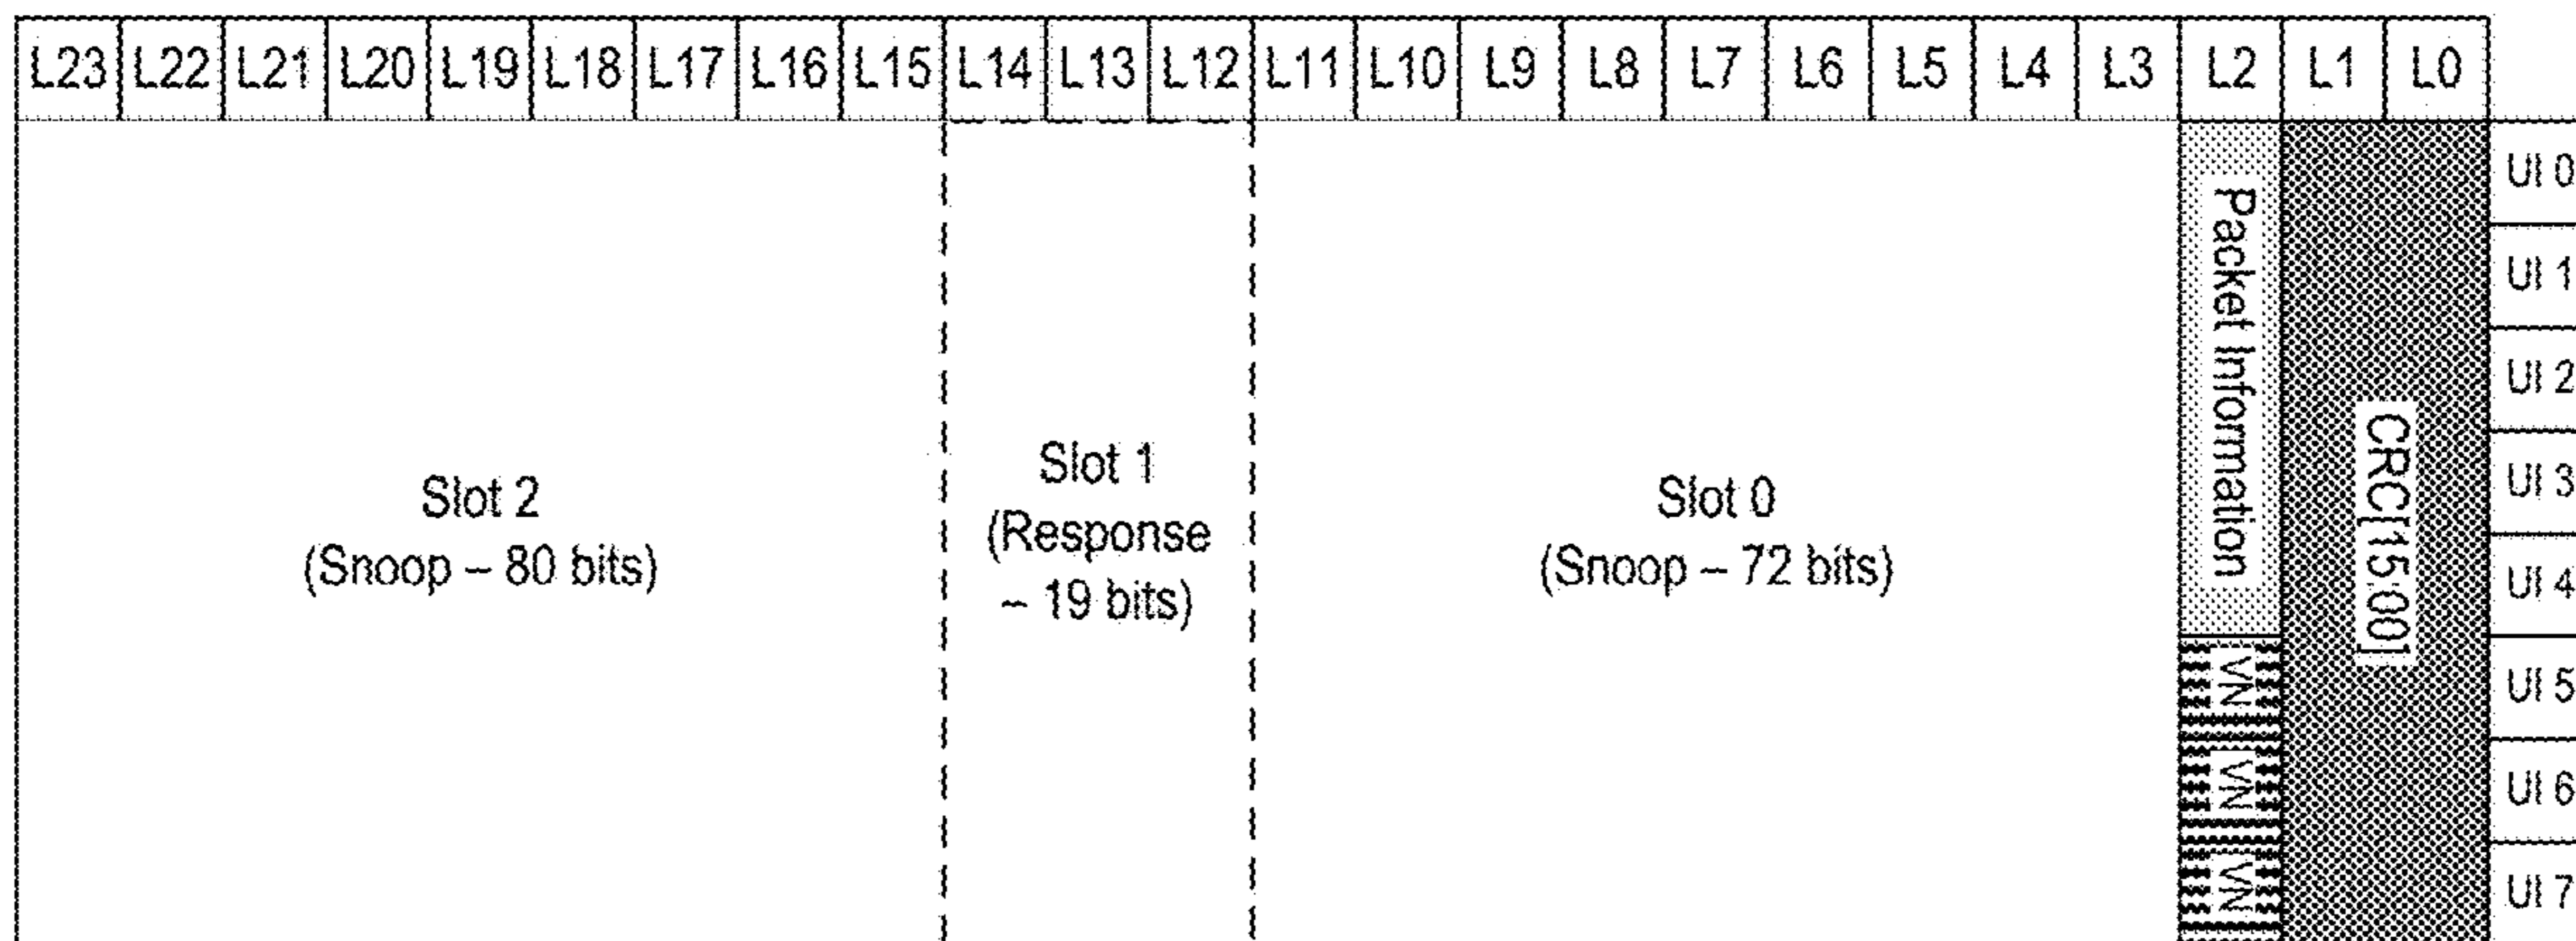 L23 L22 L21 L20 L19 L18 L17 L16 L15 L14 L13 L12 L11 L10 L9 L8 L7 L6 L5 L4 L3 L2 L1 L0
Slot 2
(Snoop – 80 bits)
Slot 1
(Response
– 19 bits)
Slot 0
(Snoop – 72 bits)
Packet Information
VN
VN
VN
CRC[15:00]
UI 0
UI 1
UI 2
UI 3
UI 4
UI 5
UI 6
UI 7